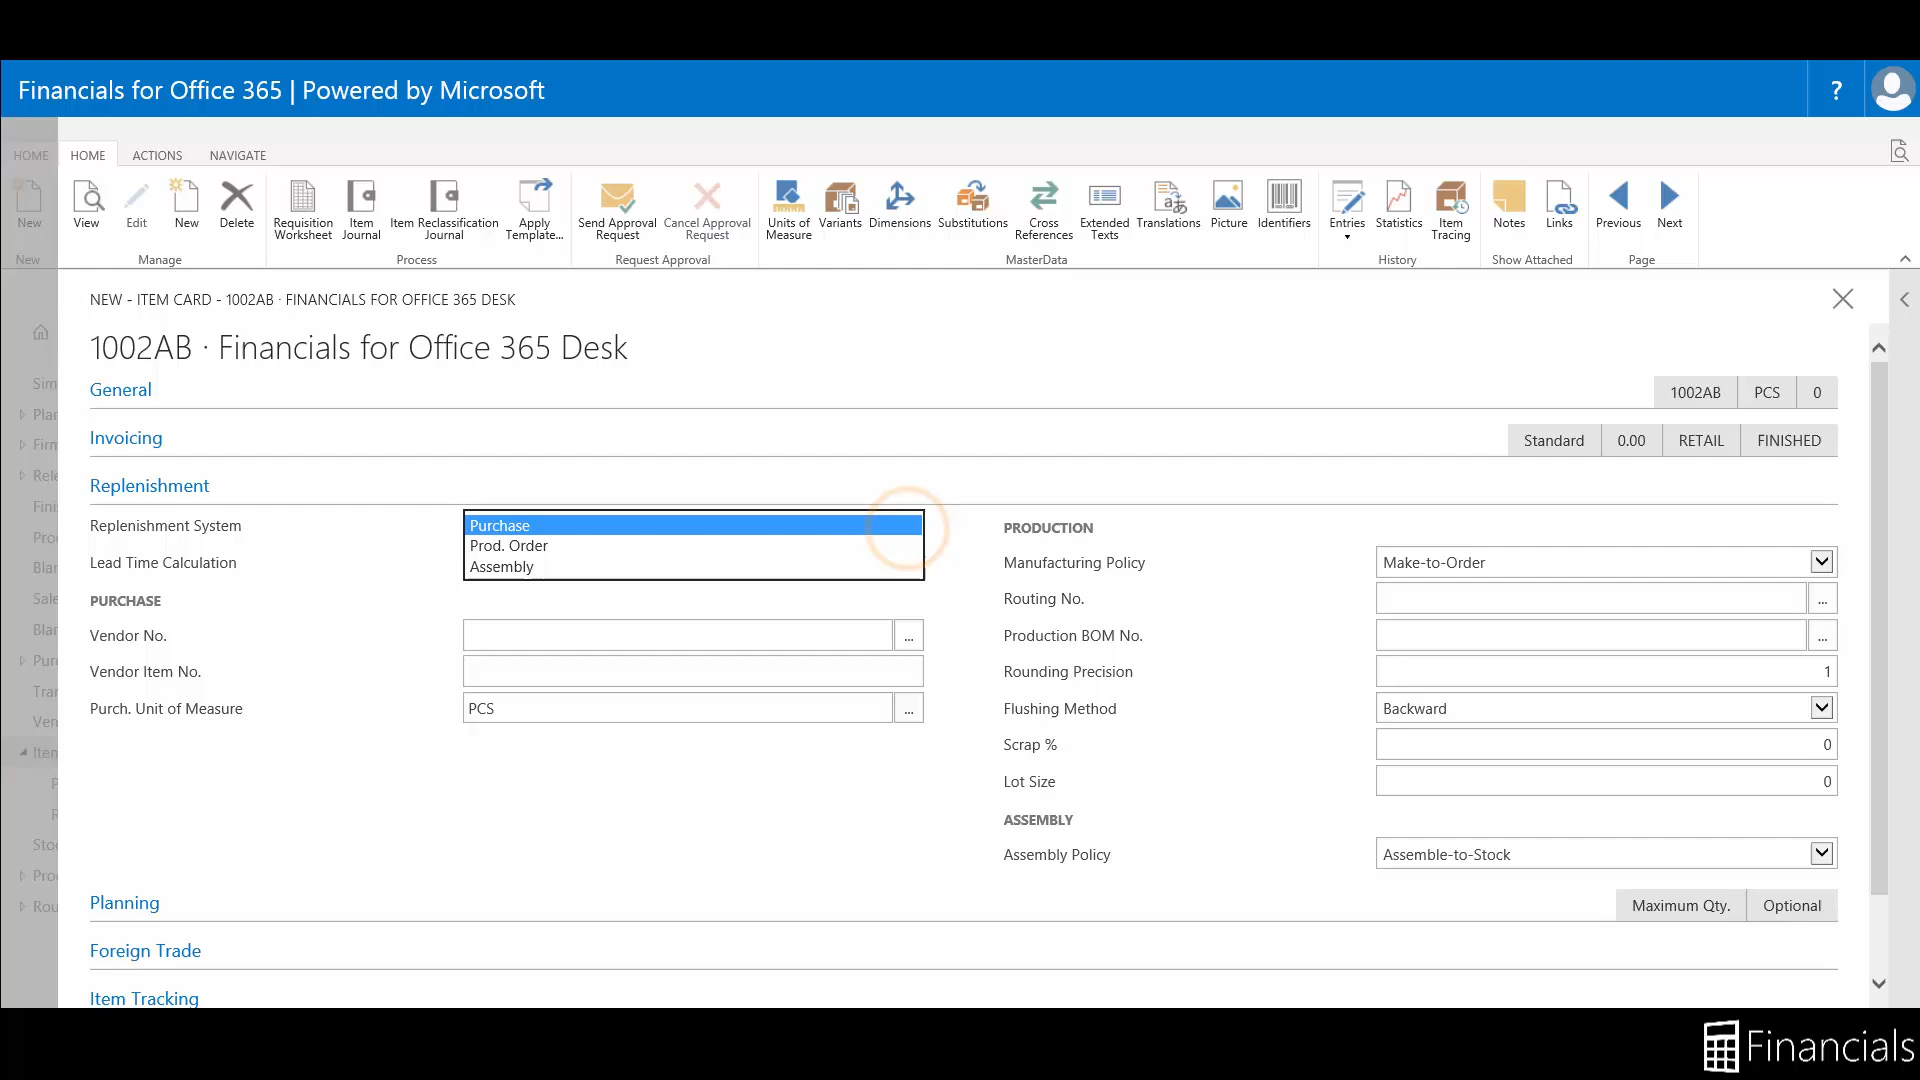 Financials for Office 365 | Powered by Microsoft
?
HOME
HOME
ACTIONS
NAVIGATE
New
View
Edit
New
Delete
Requisition Worksheet
Item Journal
Item Reclassification Journal
Apply Template...
Send Approval Request
Cancel Approval Request
Units of Measure
Variants
Dimensions
Substitutions
Cross References
Extended Texts
Translations
Picture
Identifiers
Entries
Statistics
Item Tracing
Notes
Links
Previous
Next
New
Manage
Process
Request Approval
MasterData
History
Show Attached
Page
NEW - ITEM CARD - 1002AB · FINANCIALS FOR OFFICE 365 DESK
1002AB · Financials for Office 365 Desk
General
1002AB
PCS
0
Invoicing
Standard
0.00
RETAIL
FINISHED
Replenishment
Replenishment System
Purchase
Prod. Order
Assembly
Lead Time Calculation
PURCHASE
Vendor No.
...
Vendor Item No.
Purch. Unit of Measure
PCS
...
PRODUCTION
Manufacturing Policy
Make-to-Order
Routing No.
...
Production BOM No.
...
Rounding Precision
1
Flushing Method
Backward
Scrap %
0
Lot Size
0
ASSEMBLY
Assembly Policy
Assemble-to-Stock
Planning
Maximum Qty.
Optional
Foreign Trade
Item Tracking
Financials